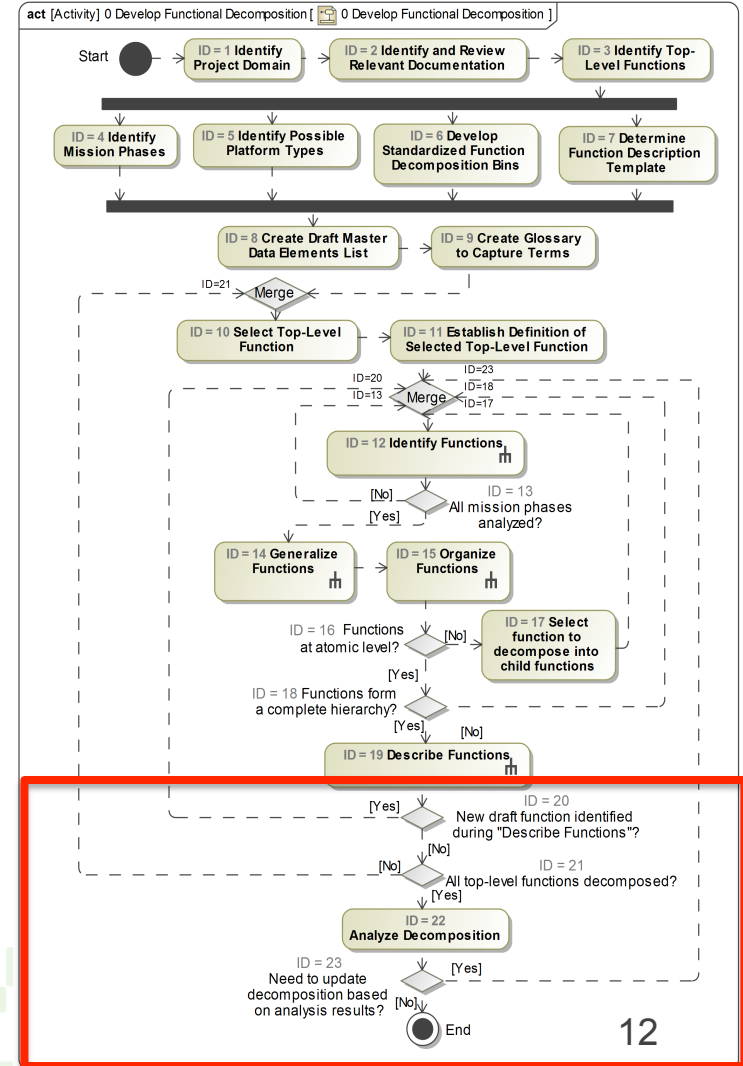 act [Activity] 0 Develop Functional Decomposition [ 0 Develop Functional Decomposition ]
Start
ID = 1 Identify
Project Domain
ID = 2 Identify and Review
Relevant Documentation
ID = 3 Identify Top-
Level Functions
ID = 4 Identify
Mission Phases
ID = 5 Identify Possible
Platform Types
ID = 6 Develop
Standardized Function
Decomposition Bins
ID = 7 Determine
Function Description
Template
ID = 8 Create Draft Master
Data Elements List
ID = 9 Create Glossary
to Capture Terms
ID=21
Merge
ID = 10 Select Top-Level
Function
ID = 11 Establish Definition of
Selected Top-Level Function
ID=20
ID=23
ID=13
ID=18
Merge
ID=17
ID = 12 Identify Functions
[No]
ID = 13
All mission phases
analyzed?
[Yes]
ID = 14 Generalize
Functions
ID = 15 Organize
Functions
ID = 16 Functions
at atomic level?
[No]
ID = 17 Select
function to
decompose into
child functions
[Yes]
ID = 18 Functions form
a complete hierarchy?
[Yes]
[No]
ID = 19 Describe Functions
[Yes]
ID = 20
New draft function identified
during "Describe Functions"?
[No]
[No]
ID = 21
All top-level functions decomposed?
[Yes]
ID = 22
Analyze Decomposition
ID = 23
Need to update
decomposition based
on analysis results?
[Yes]
[No]
End
12